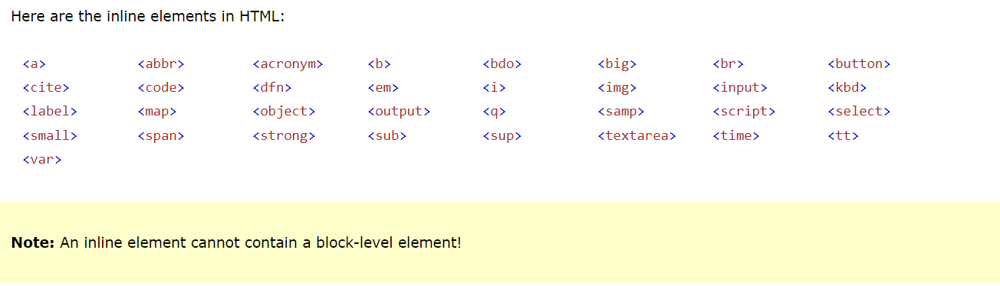 Here are the inline elements in HTML:
<a> <abbr> <acronym> <b> <bdo> <big> <br> <button>
<cite> <code> <dfn> <em> <i> <img> <input> <kbd>
<label> <map> <object> <output> <q> <samp> <script> <select>
<small> <span> <strong> <sub> <sup> <textarea> <time> <tt>
<var>
Note: An inline element cannot contain a block-level element!